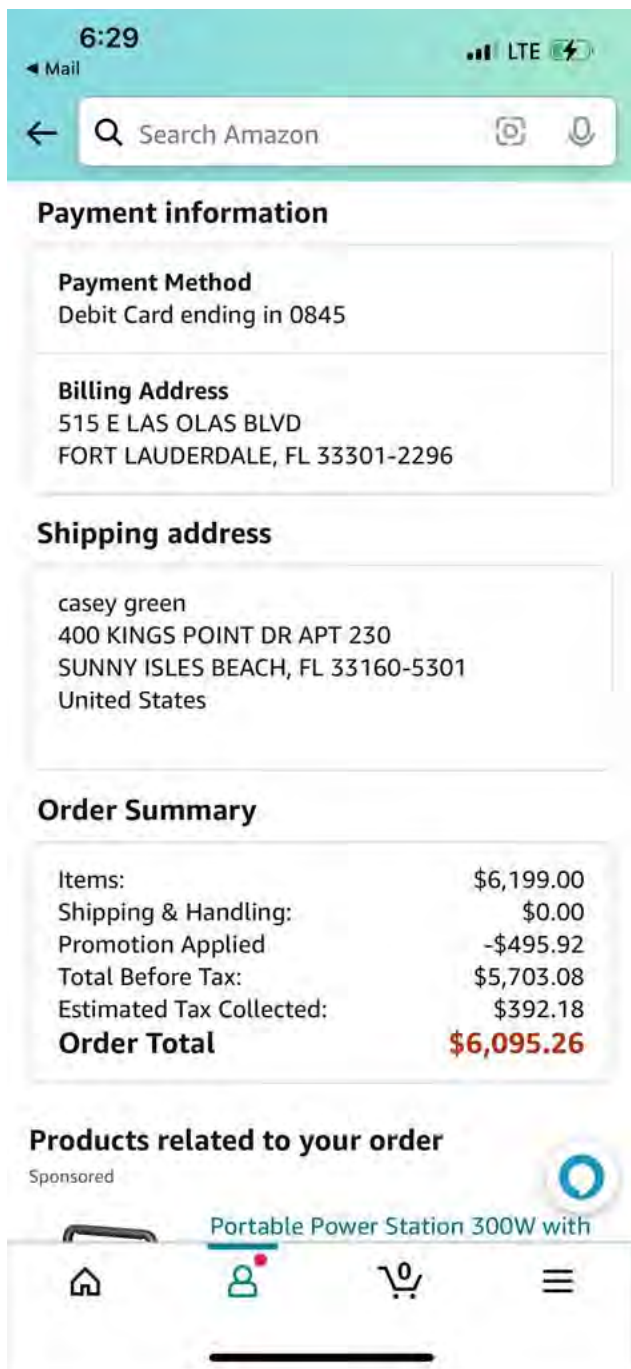 6:29
LTE
◀ Mail
Search Amazon
Payment information
Payment Method
Debit Card ending in 0845
Billing Address
515 E LAS OLAS BLVD
FORT LAUDERDALE, FL 33301-2296
Shipping address
casey green
400 KINGS POINT DR APT 230
SUNNY ISLES BEACH, FL 33160-5301
United States
Order Summary
Items: $6,199.00
Shipping & Handling: $0.00
Promotion Applied -$495.92
Total Before Tax: $5,703.08
Estimated Tax Collected: $392.18
Order Total $6,095.26
Products related to your order
Sponsored
Portable Power Station 300W with
0